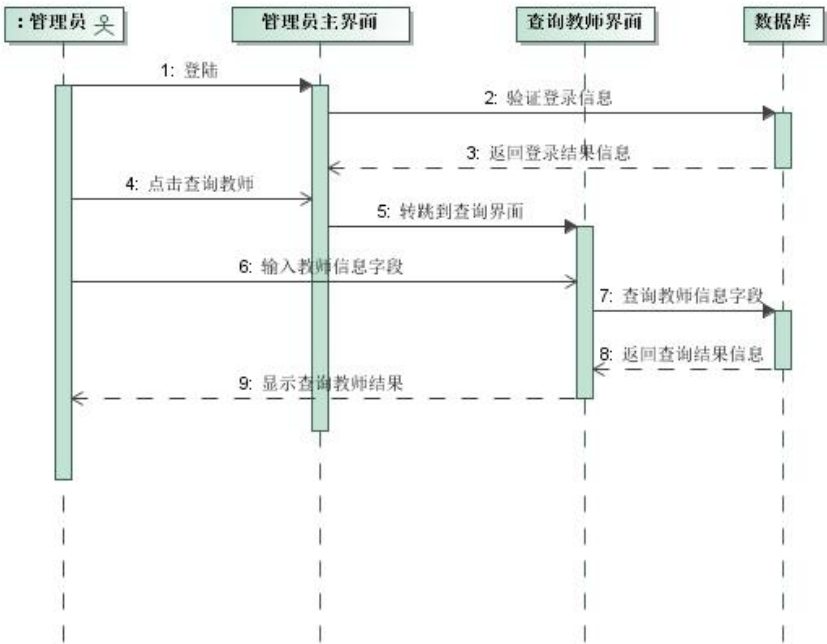 ：管理员
管理员主界面
查询教师界面
数据库
1: 登陆
2: 验证登录信息
3: 返回登录结果信息
4: 点击查询教师
5: 转跳到查询界面
6: 输入教师信息字段
7: 查询教师信息字段
8: 返回查询结果信息
9: 显示查询教师结果